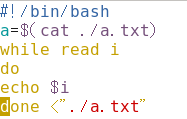 #!/bin/bash
a=$(cat ./a.txt)
while read i
do
echo $i
done <"./a.txt"